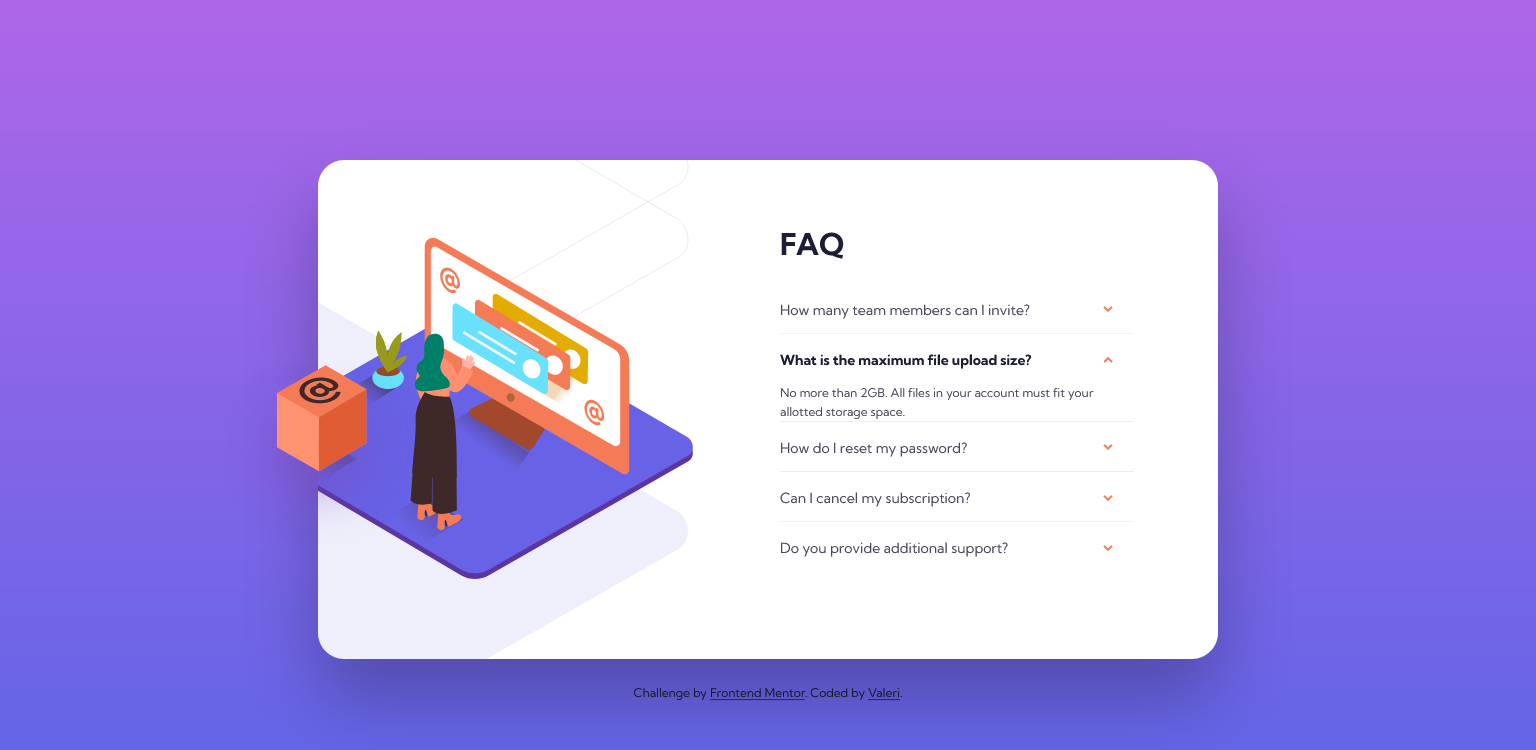 FAQ
How many team members can I invite?
What is the maximum file upload size?
No more than 2GB. All files in your account must fit your
allotted storage space.
How do I reset my password?
Can I cancel my subscription?
Do you provide additional support?
@
@
@
Challenge by Frontend Mentor. Coded by Valeri.